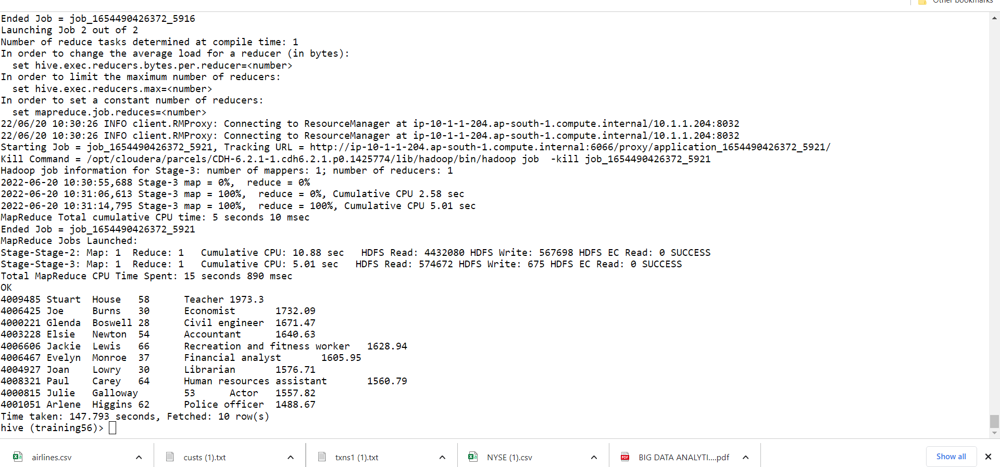 Other bookmarks
Ended Job = job_1654490426372_5916
Launching Job 2 out of 2
Number of reduce tasks determined at compile time: 1
In order to change the average load for a reducer (in bytes):
  set hive.exec.reducers.bytes.per.reducer=<number>
In order to limit the maximum number of reducers:
  set hive.exec.reducers.max=<number>
In order to set a constant number of reducers:
  set mapreduce.job.reduces=<number>
22/06/20 10:30:26 INFO client.RMProxy: Connecting to ResourceManager at ip-10-1-1-204.ap-south-1.compute.internal/10.1.1.204:8032
22/06/20 10:30:26 INFO client.RMProxy: Connecting to ResourceManager at ip-10-1-1-204.ap-south-1.compute.internal/10.1.1.204:8032
Starting Job = job_1654490426372_5921, Tracking URL = http://ip-10-1-1-204.ap-south-1.compute.internal:6066/proxy/application_1654490426372_5921/
Kill Command = /opt/cloudera/parcels/CDH-6.2.1-1.cdh6.2.1.p0.1425774/lib/hadoop/bin/hadoop job  -kill job_1654490426372_5921
Hadoop job information for Stage-3: number of mappers: 1; number of reducers: 1
2022-06-20 10:30:55,688 Stage-3 map = 0%,  reduce = 0%
2022-06-20 10:31:06,613 Stage-3 map = 100%,  reduce = 0%, Cumulative CPU 2.58 sec
2022-06-20 10:31:14,795 Stage-3 map = 100%,  reduce = 100%, Cumulative CPU 5.01 sec
MapReduce Total cumulative CPU time: 5 seconds 10 msec
Ended Job = job_1654490426372_5921
MapReduce Jobs Launched:
Stage-Stage-2: Map: 1  Reduce: 1   Cumulative CPU: 10.88 sec   HDFS Read: 4432080 HDFS Write: 567698 HDFS EC Read: 0 SUCCESS
Stage-Stage-3: Map: 1  Reduce: 1   Cumulative CPU: 5.01 sec   HDFS Read: 574672 HDFS Write: 675 HDFS EC Read: 0 SUCCESS
Total MapReduce CPU Time Spent: 15 seconds 890 msec
OK
4009485 Stuart  House   58      Teacher 1973.3
4006425 Joe     Burns   30      Economist       1732.09
4000221 Glenda  Boswell 28      Civil engineer  1671.47
4003228 Elsie   Newton  54      Accountant      1640.63
4006606 Jackie  Lewis   66      Recreation and fitness worker   1628.94
4006467 Evelyn  Monroe  37      Financial analyst       1605.95
4004927 Joan    Lowry   30      Librarian       1576.71
4008321 Paul    Carey   64      Human resources assistant       1560.79
4000815 Julie   Galloway        53      Actor   1557.82
4001051 Arlene  Higgins 62      Police officer  1488.67
Time taken: 147.793 seconds, Fetched: 10 row(s)
hive (training56)>
airlines.csv custs (1).txt txns1 (1).txt NYSE (1).csv BIG DATA ANALYTI....pdf Show all